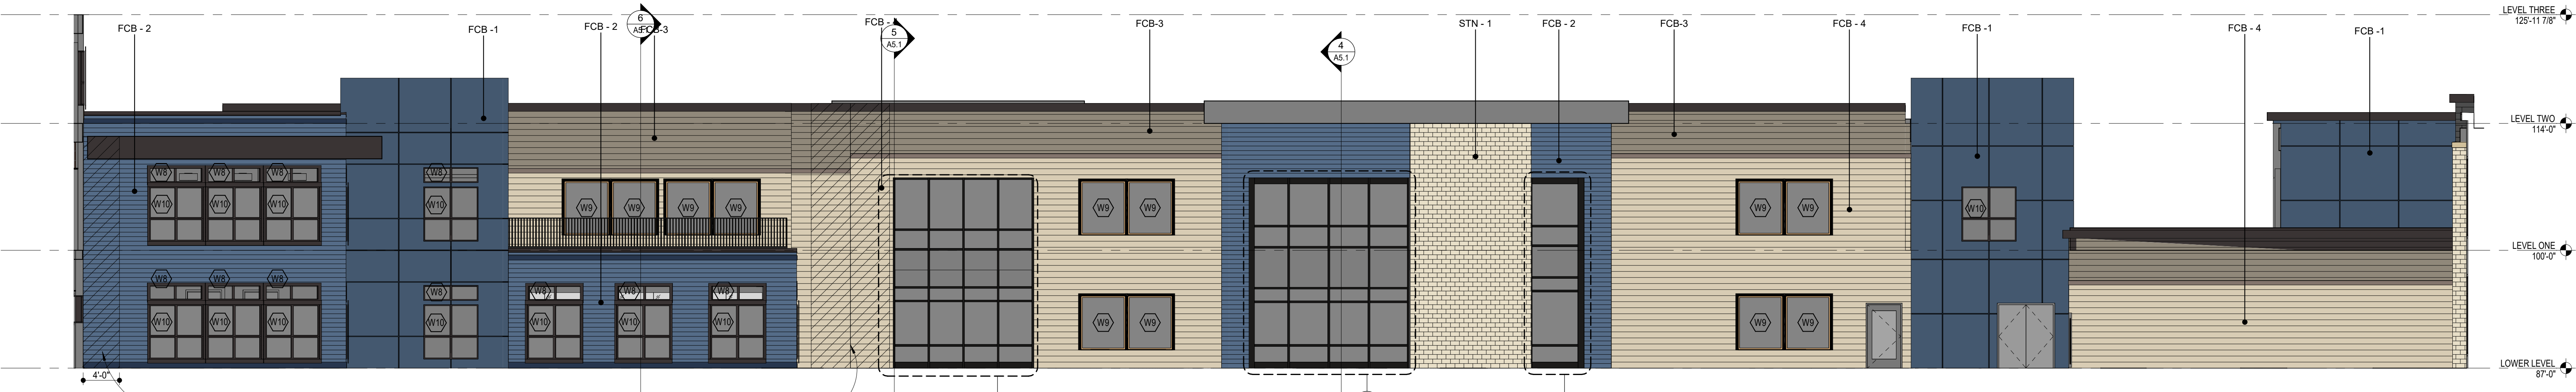 LEVEL THREE
125'-11 7/8"
FCB - 2
FCB -1
FCB - 2
6
A5.1
FCB-3
FCB -
5
A5.1
FCB-3
4
A5.1
STN - 1
FCB - 2
FCB-3
FCB - 4
FCB -1
FCB - 4
FCB -1
LEVEL TWO
114'-0"
W8 W8 W8 W8
W10 W10 W10 W10 W9 W9 W9 W9 W9 W9 W9 W9 W10
LEVEL ONE
100'-0"
W8 W8 W8 W8 W8 W8 W8
W10 W10 W10 W10 W10 W10 W10 W9 W9 W9 W9
LOWER LEVEL
87'-0"
4'-0"